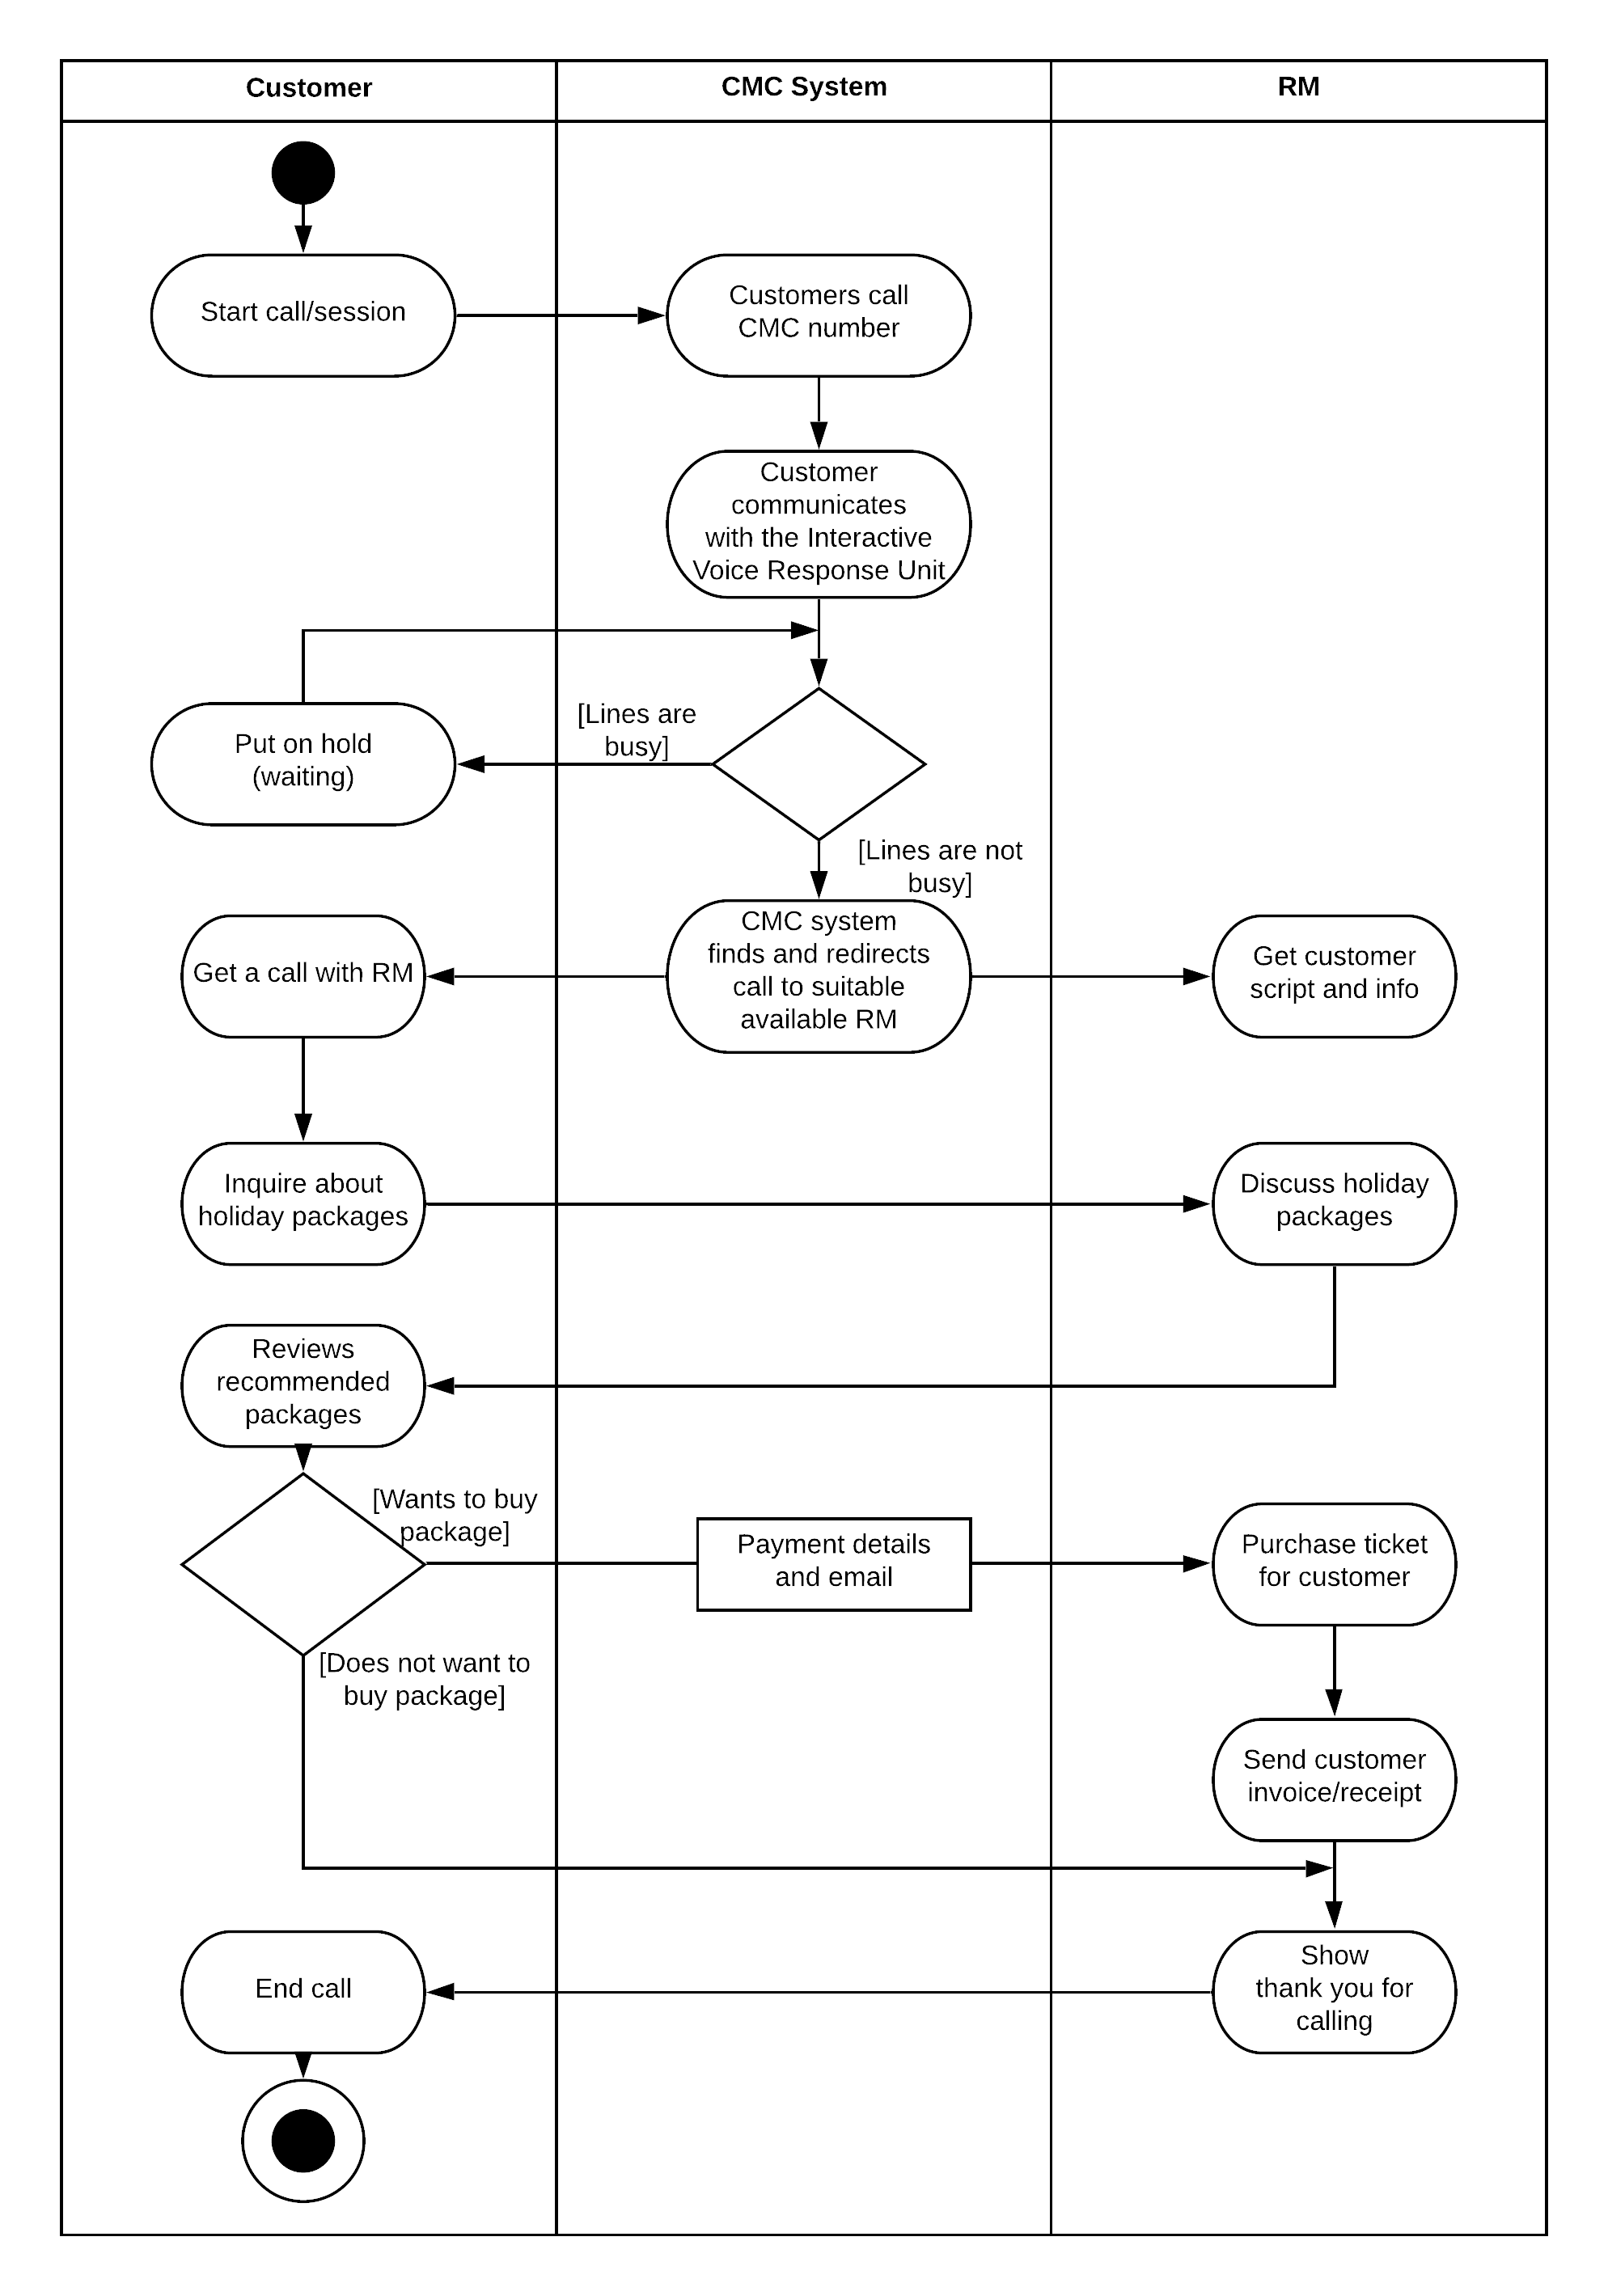 Customer
CMC System
RM
Start call/session
Customers call
CMC number
Customer
communicates
with the Interactive
Voice Response Unit
[Lines are
busy]
Put on hold
(waiting)
[Lines are not
busy]
Get a call with RM
CMC system
finds and redirects
call to suitable
available RM
Get customer
script and info
Inquire about
holiday packages
Discuss holiday
packages
Reviews
recommended
packages
[Wants to buy
package]
Payment details
and email
Purchase ticket
for customer
[Does not want to
buy package]
Send customer
invoice/receipt
End call
Show
thank you for
calling